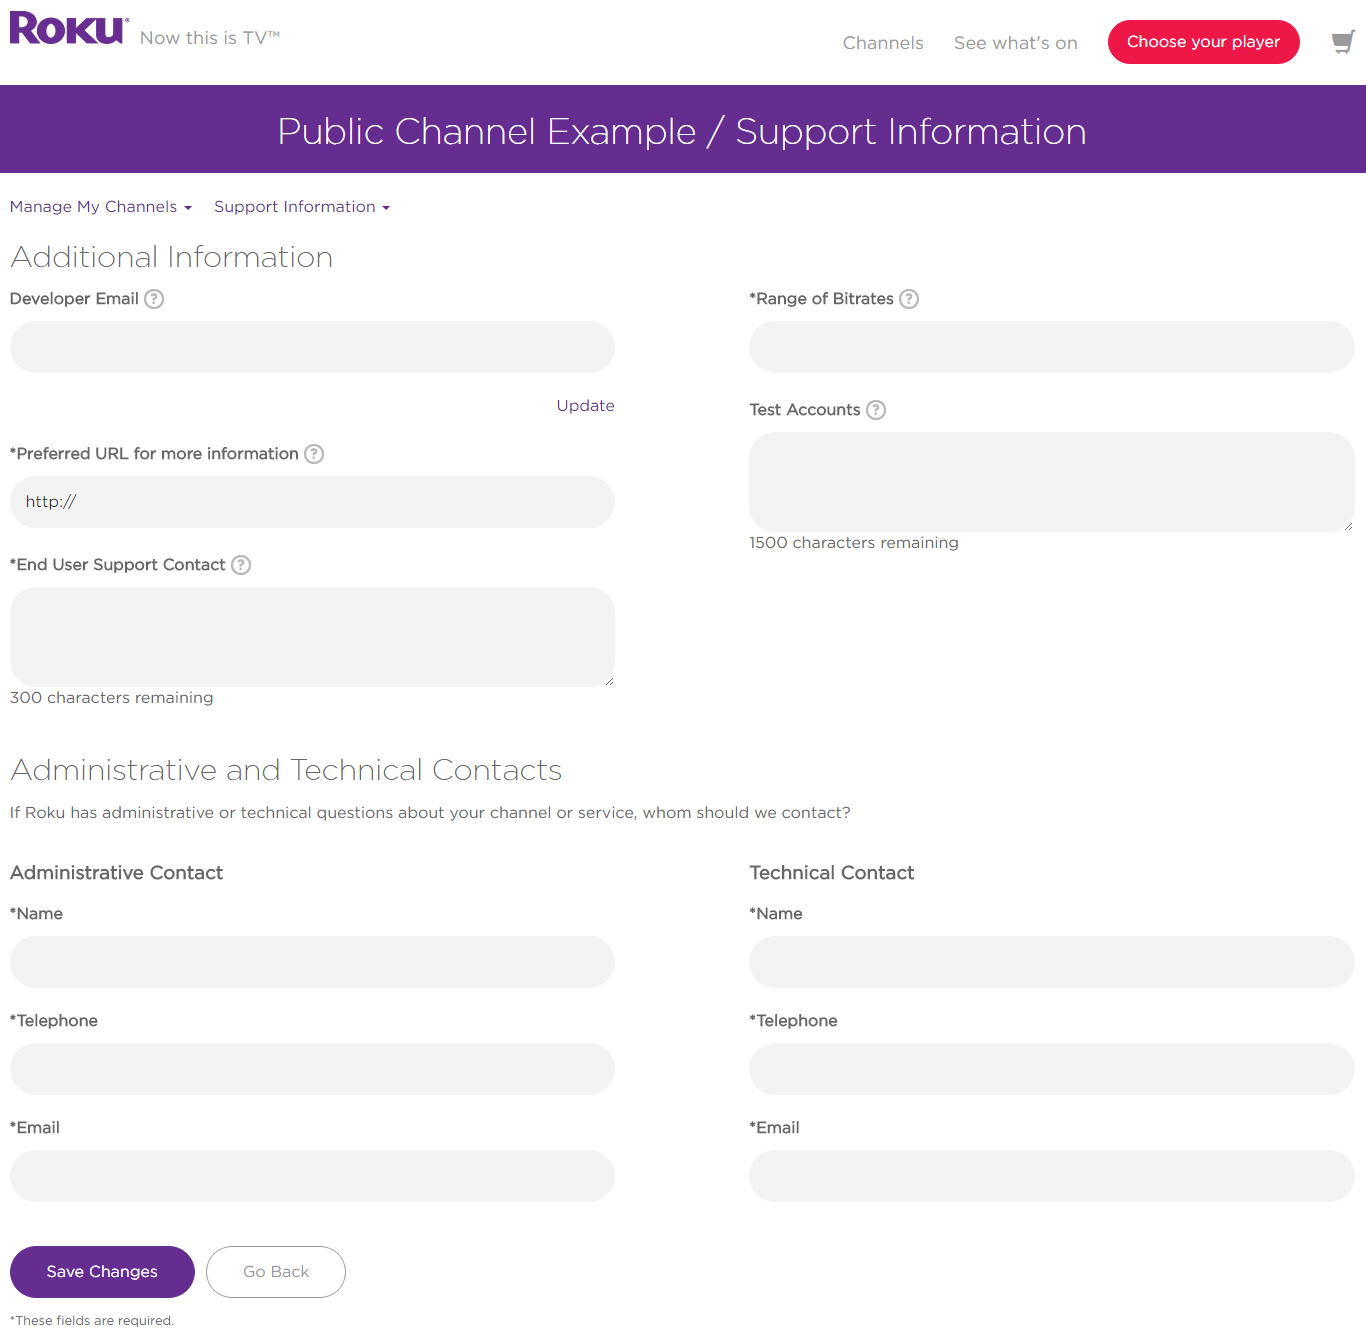 ROKU®
Now this is TV™
Channels
See what's on
Choose your player
Public Channel Example / Support Information
Manage My Channels
Support Information
Additional Information
Developer Email ?
Update
*Preferred URL for more information ?
http://
*End User Support Contact ?
300 characters remaining
*Range of Bitrates ?
Test Accounts ?
1500 characters remaining
Administrative and Technical Contacts
If Roku has administrative or technical questions about your channel or service, whom should we contact?
Administrative Contact
*Name
*Telephone
*Email
Technical Contact
*Name
*Telephone
*Email
Save Changes
Go Back
*These fields are required.